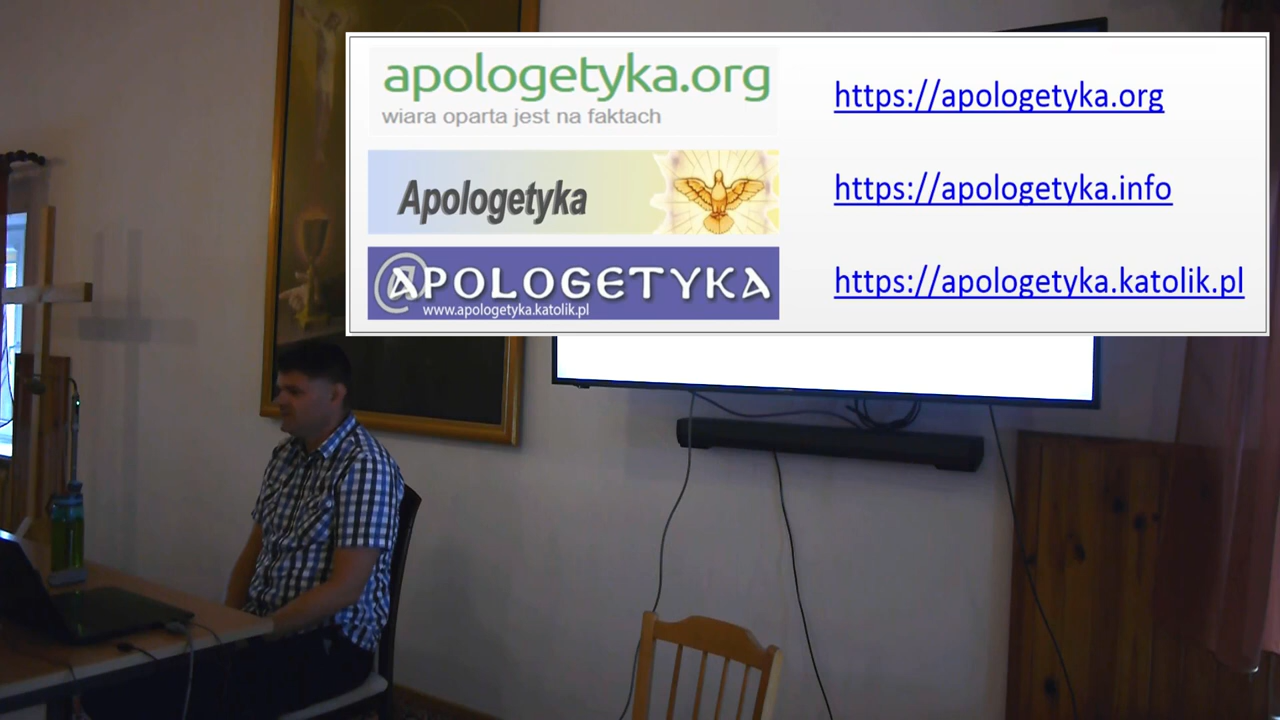 apologetyka.org
wiara oparta jest na faktach
https://apologetyka.org
Apologetyka
https://apologetyka.info
@APOLOGETYKA
www.apologetyka.katolik.pl
https://apologetyka.katolik.pl